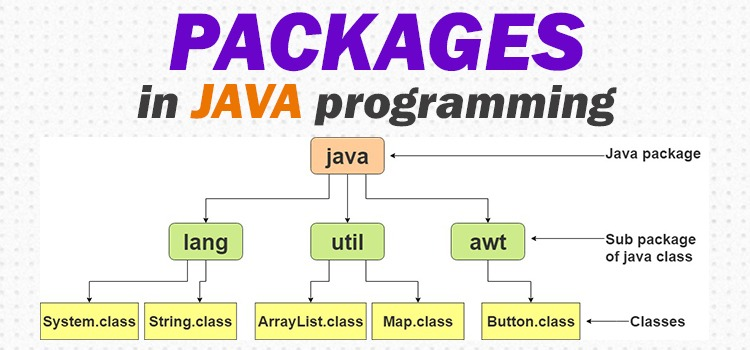 PACKAGES
in JAVA programming
java
Java package
lang
util
awt
Sub package
of java class
System.class
String.class
ArrayList.class
Map.class
Button.class
Classes